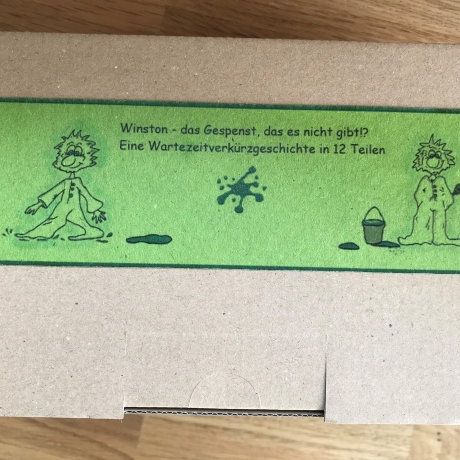 Winston - das Gespenst, das es nicht gibt!?
Eine Wartezeitverkürzgeschichte in 12 Teilen